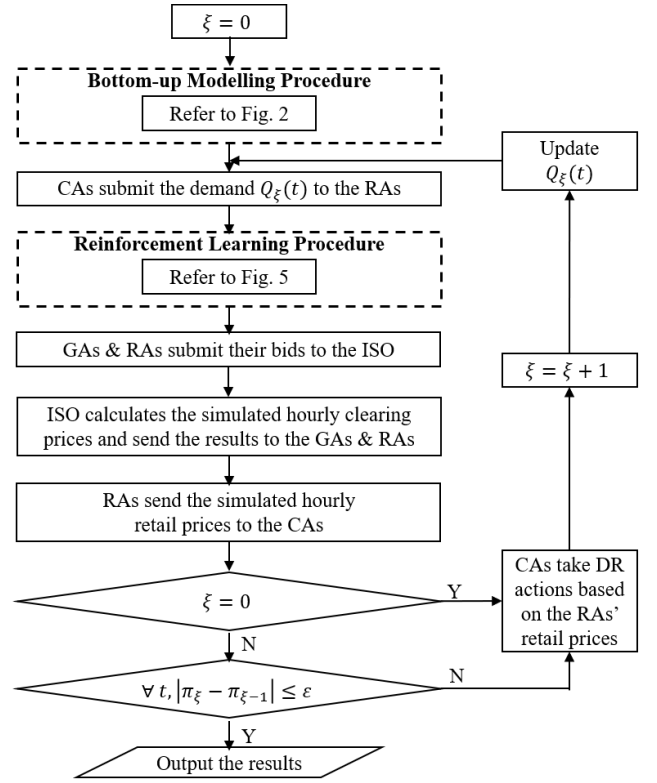 ξ = 0
Bottom-up Modelling Procedure
Refer to Fig. 2
Update
Q_ξ(t)
CAs submit the demand Q_ξ(t) to the RAs
Reinforcement Learning Procedure
Refer to Fig. 5
GAs & RAs submit their bids to the ISO
ξ = ξ + 1
ISO calculates the simulated hourly clearing
prices and send the results to the GAs & RAs
RAs send the simulated hourly
retail prices to the CAs
CAs take DR
actions based
on the RAs’
retail prices
ξ = 0
Y
N
∀ t, |π_ξ − π_{ξ−1}| ≤ ε
N
Y
Output the results